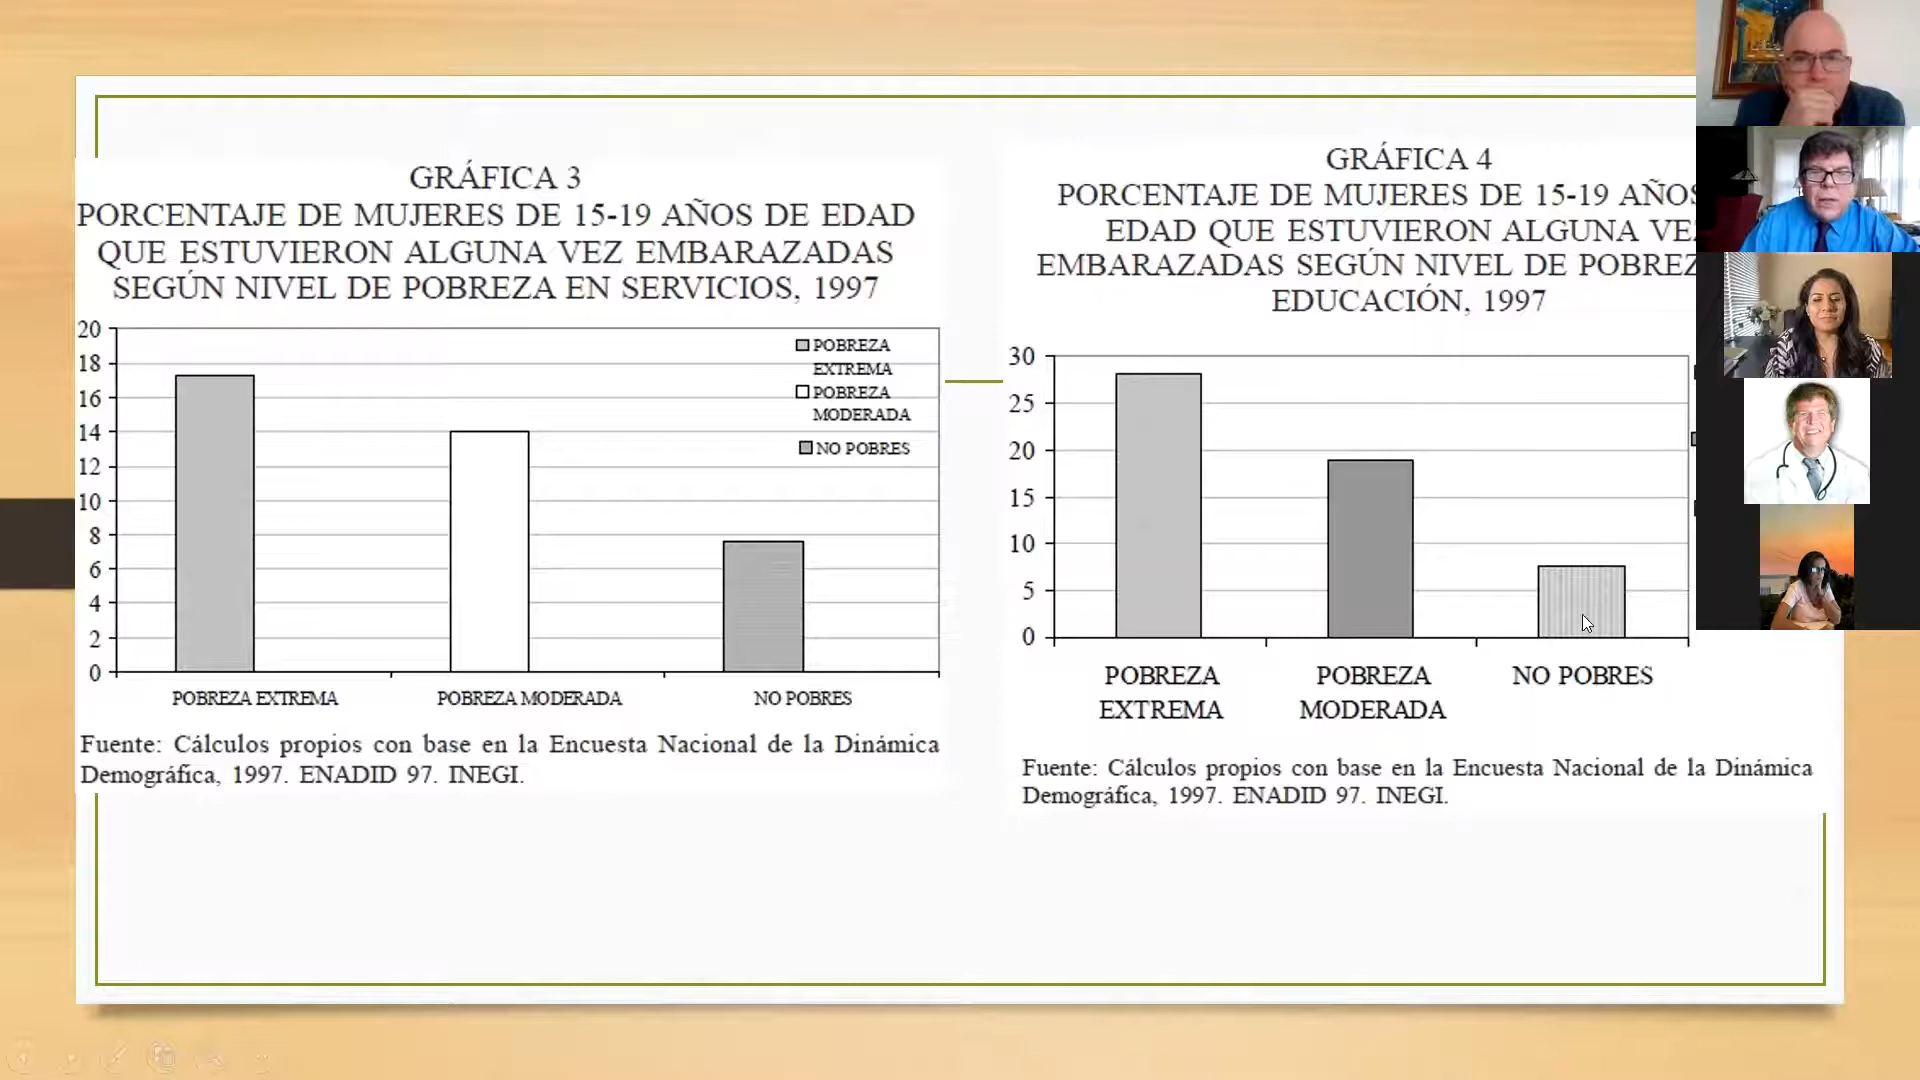 GRÁFICA 3
PORCENTAJE DE MUJERES DE 15-19 AÑOS DE EDAD
QUE ESTUVIERON ALGUNA VEZ EMBARAZADAS
SEGÚN NIVEL DE POBREZA EN SERVICIOS, 1997
20
18
16
14
12
10
8
6
4
2
0
POBREZA
EXTREMA
POBREZA
MODERADA
NO POBRES
POBREZA EXTREMA
POBREZA MODERADA
NO POBRES
Fuente: Cálculos propios con base en la Encuesta Nacional de la Dinámica
Demográfica, 1997. ENADID 97. INEGI.
GRÁFICA 4
PORCENTAJE DE MUJERES DE 15-19 AÑOS
EDAD QUE ESTUVIERON ALGUNA VEZ
EMBARAZADAS SEGÚN NIVEL DE POBREZ
EDUCACIÓN, 1997
30
25
20
15
10
5
0
POBREZA
EXTREMA
POBREZA
MODERADA
NO POBRES
Fuente: Cálculos propios con base en la Encuesta Nacional de la Dinámica
Demográfica, 1997. ENADID 97. INEGI.